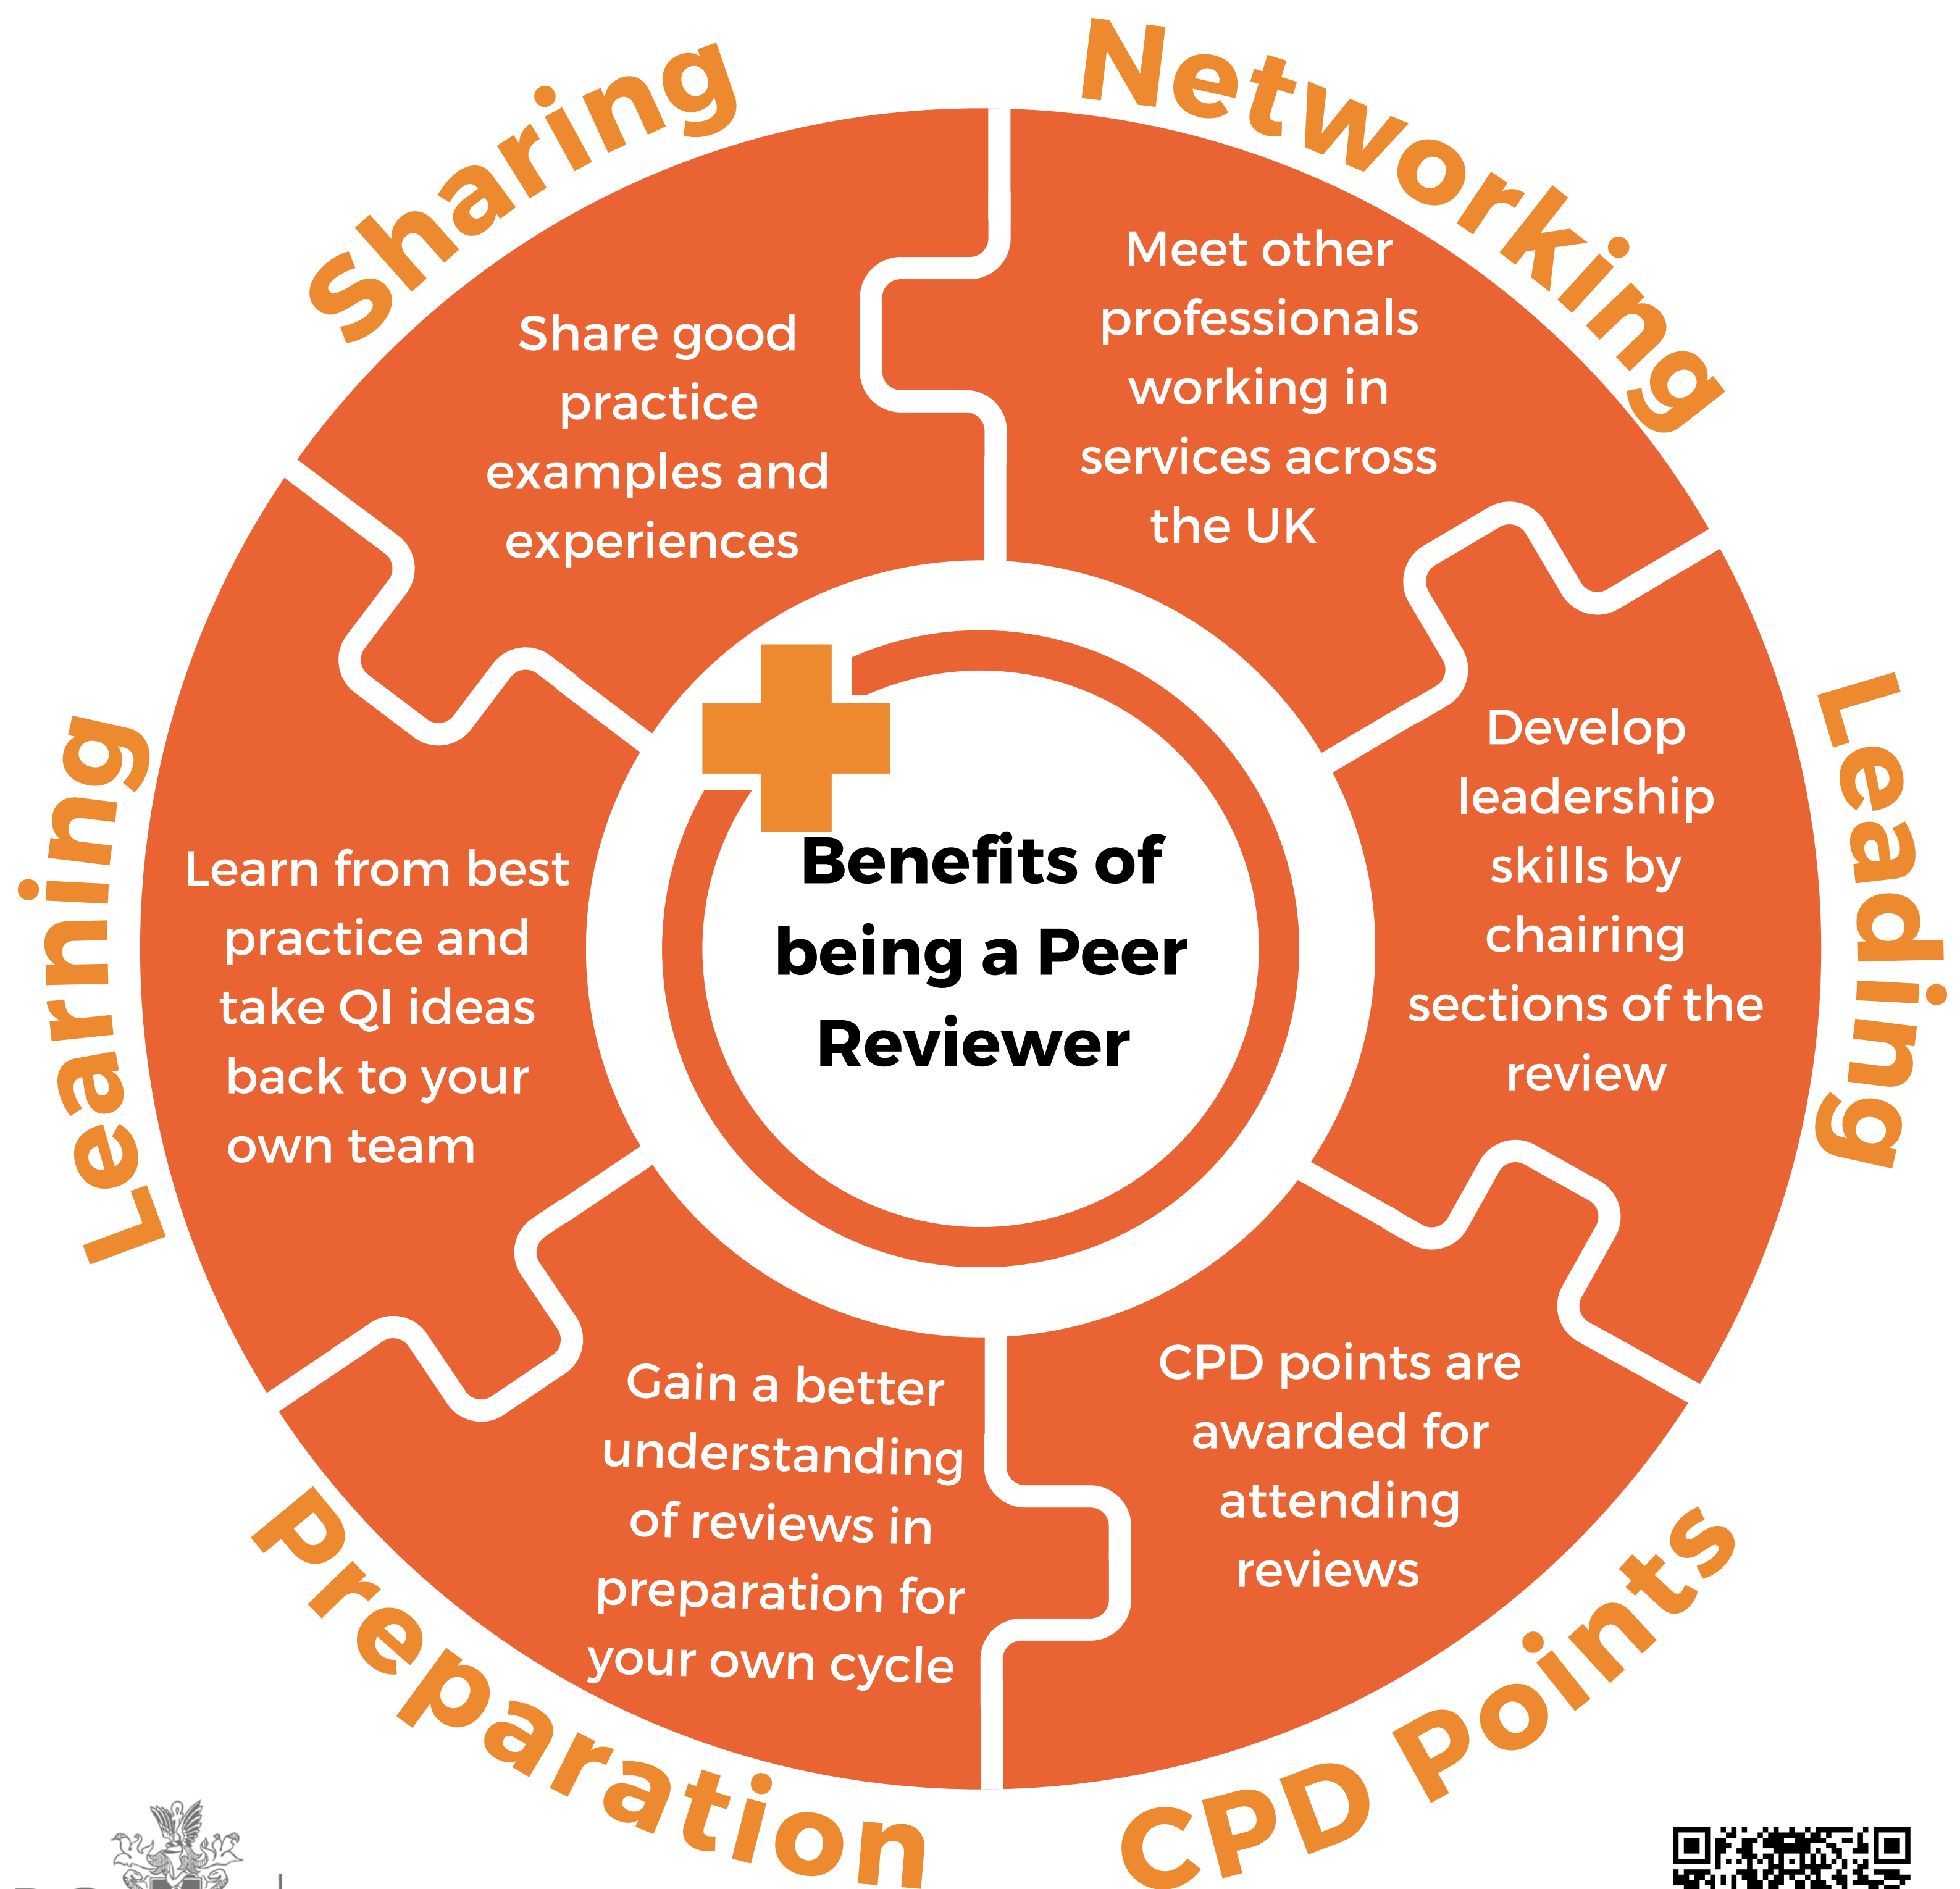 Sharing
Share good
practice
examples and
experiences
Networking
Meet other
professionals
working in
services across
the UK
Leading
Develop
leadership
skills by
chairing
sections of the
review
CPD Points
CPD points are
awarded for
attending
reviews
Preparation
Gain a better
understanding
of reviews in
preparation for
your own cycle
Learning
Learn from best
practice and
take QI ideas
back to your
own team
Benefits of
being a Peer
Reviewer